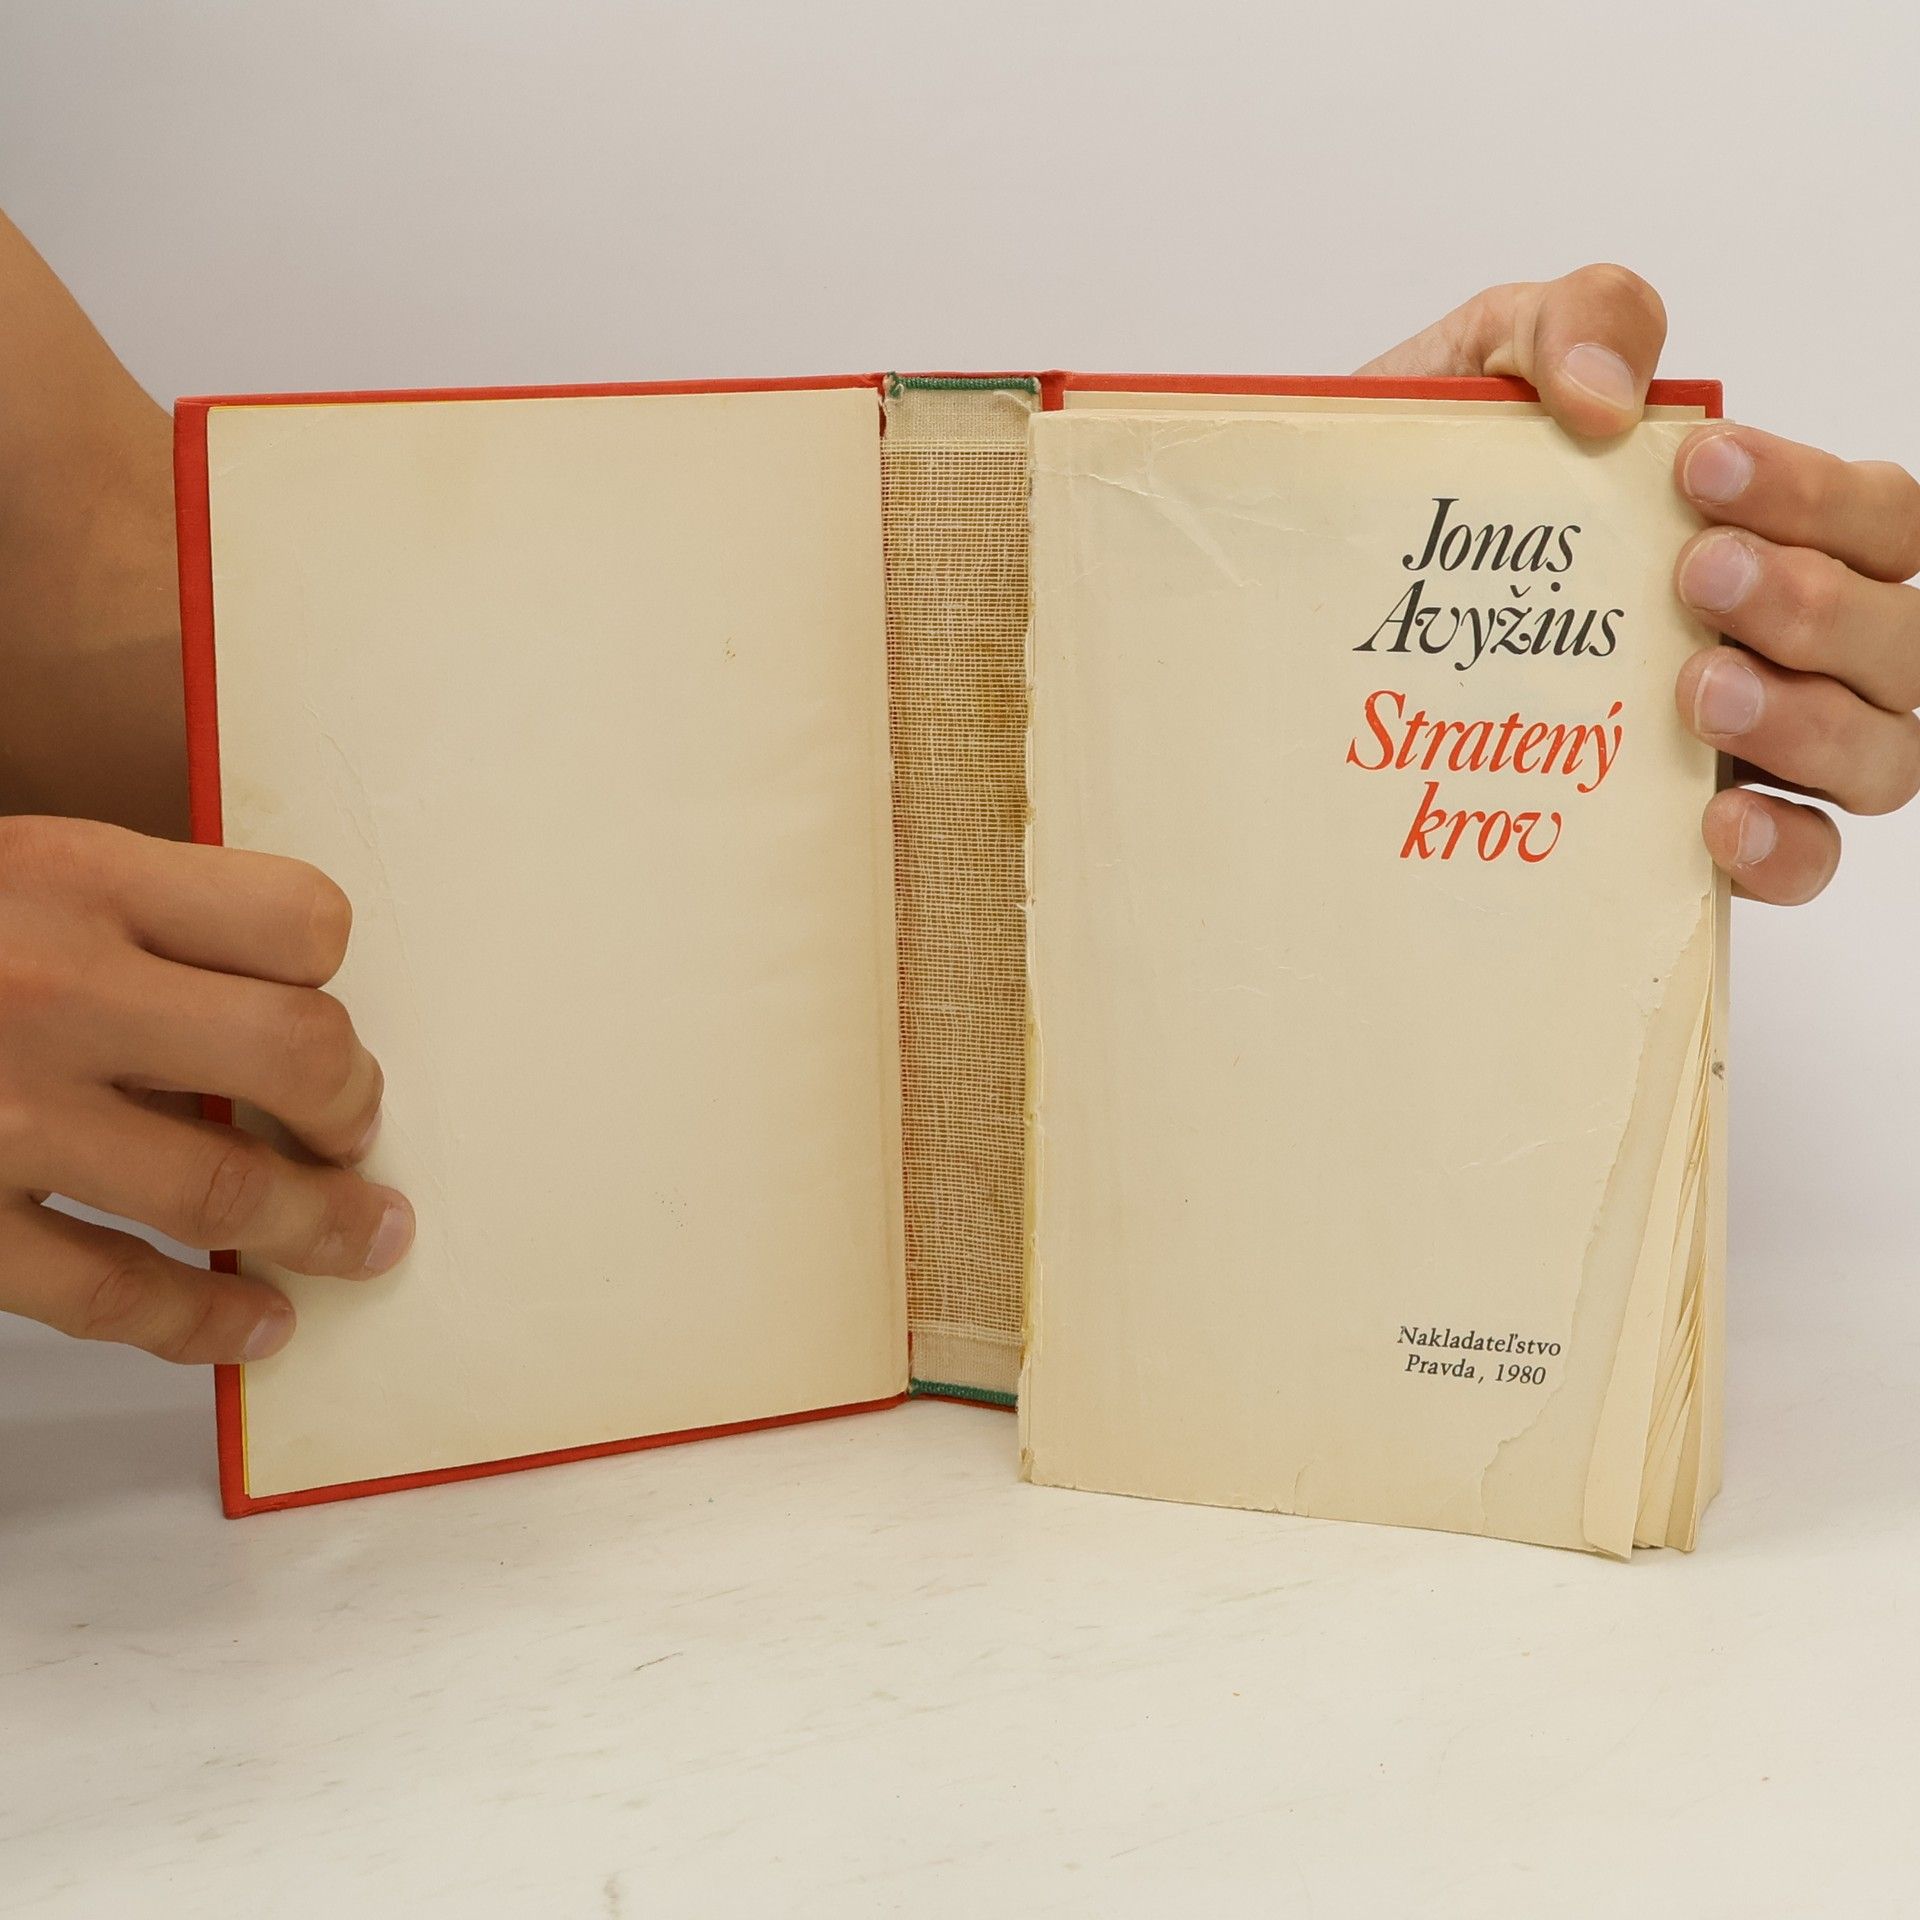 Jonas
Avyžius
Stratený
krov
Nakladateľstvo
Pravda, 1980